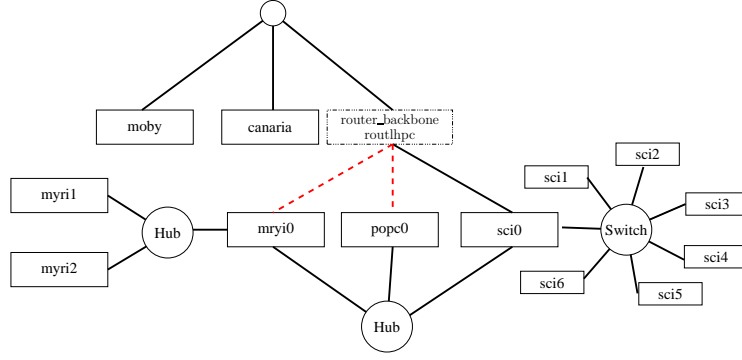 moby
canaria
router_backbone
routlhpc
sci2
sci1
myri1
sci3
Hub
mryi0
popc0
sci0
Switch
myri2
sci4
sci6
sci5
Hub